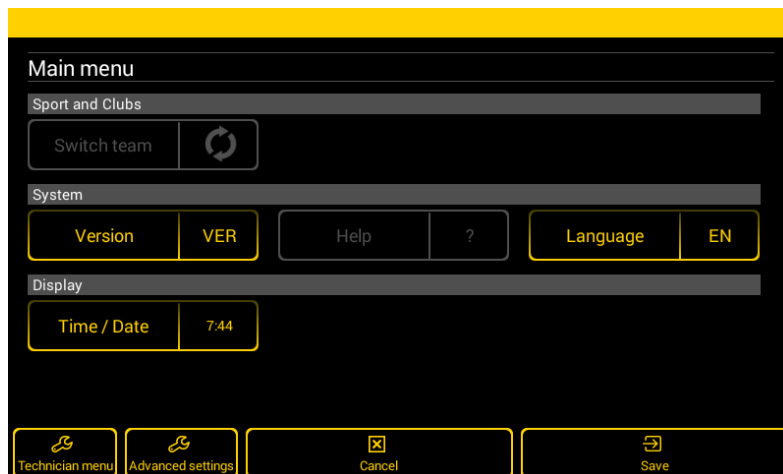 Main menu
Sport and Clubs
Switch team
System
Version VER Help ? Language EN
Display
Time / Date 7:44
Technician menu Advanced settings Cancel Save